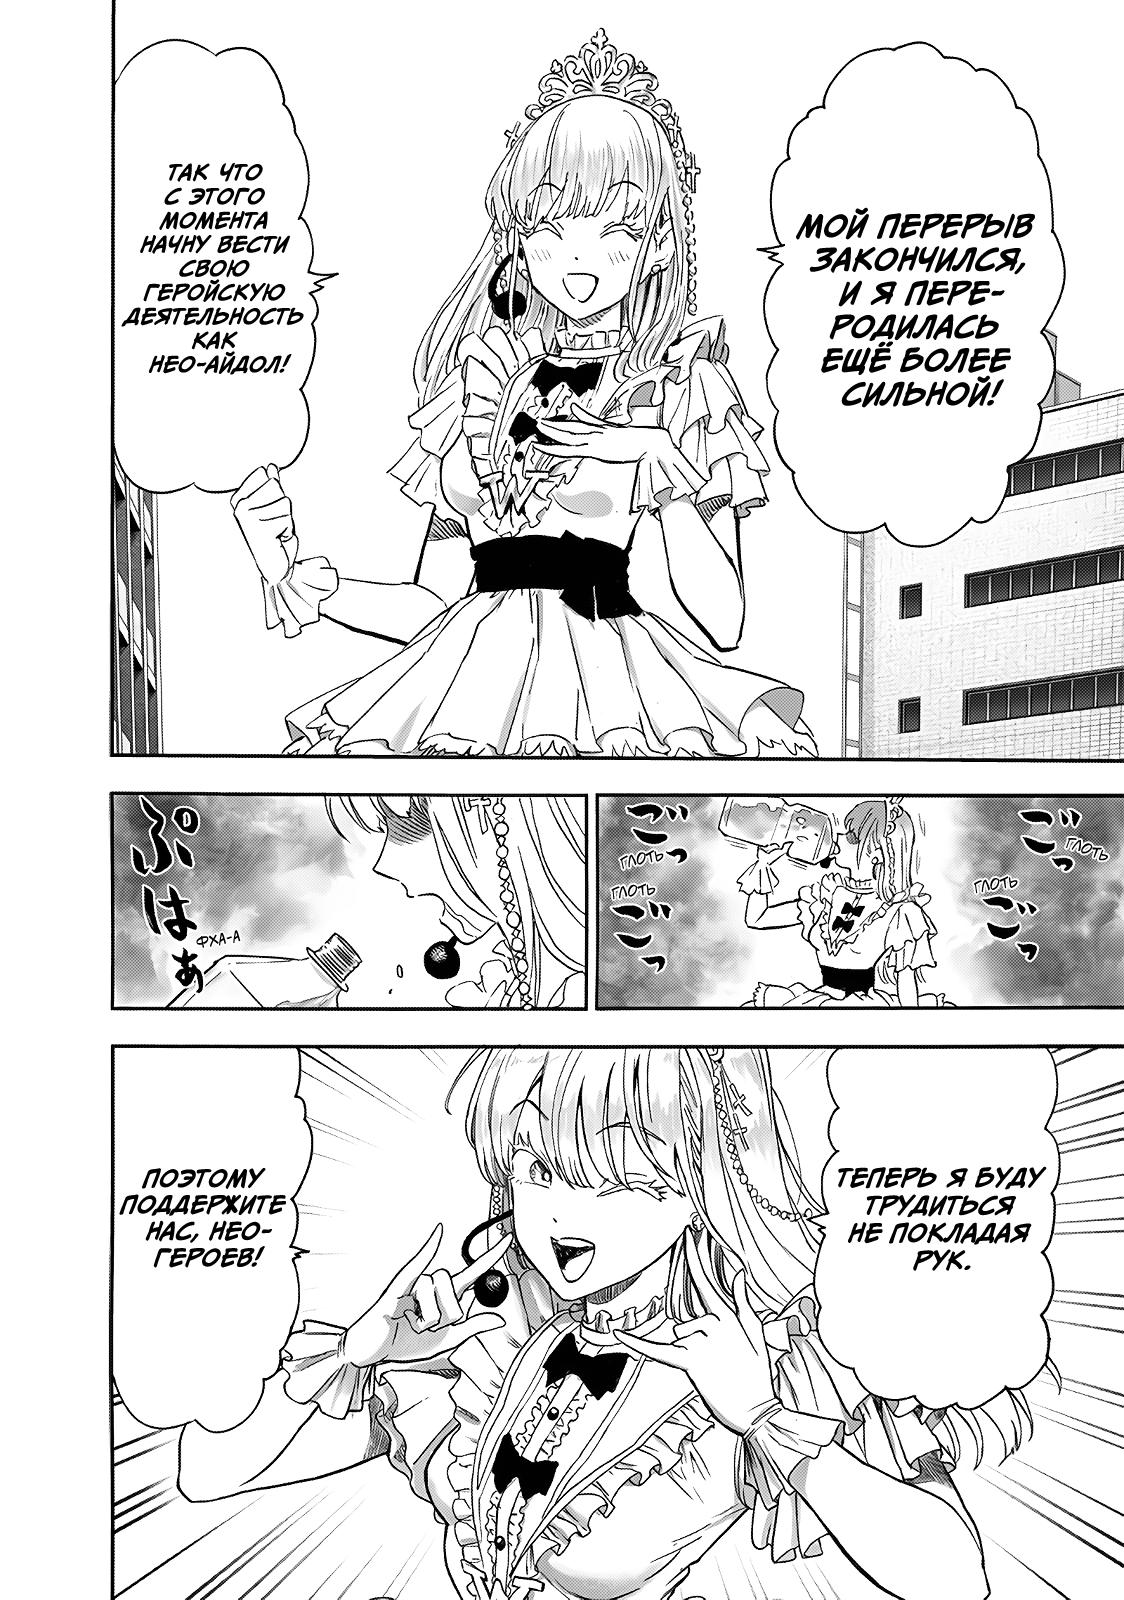 МОЙ ПЕРЕРЫВ
ЗАКОНЧИЛСЯ,
И Я ПЕРЕ-
РОДИЛАСЬ
ЕЩЁ БОЛЕЕ
СИЛЬНОЙ!
ТАК ЧТО
С ЭТОГО
МОМЕНТА
НАЧНУ ВЕСТИ
СВОЮ
ГЕРОЙСКУЮ
ДЕЯТЕЛЬНОСТЬ
КАК
НЕО-АЙДОЛ!
W
ごっ
ГЛОТЬ
ごっ
ГЛОТЬ
ごっ
ГЛОТЬ
ごっ
ГЛОТЬ
ぷはぁ
ФХА-А
ТЕПЕРЬ Я БУДУ
ТРУДИТЬСЯ
НЕ ПОКЛАДАЯ
РУК.
ПОЭТОМУ
ПОДДЕРЖИТЕ
НАС, НЕО-
ГЕРОЕВ!